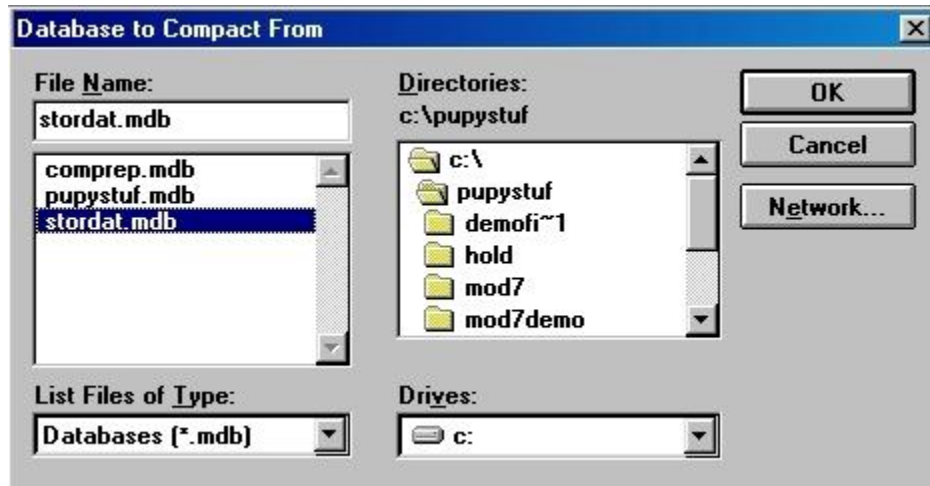 Database to Compact From
File Name:
stordat.mdb
comprep.mdb
pupystuf.mdb
stordat.mdb
List Files of Type:
Databases (*.mdb)
Directories:
c:\pupystuf
c:\
pupystuf
demofi~1
hold
mod7
mod7demo
Drives:
c:
OK
Cancel
Network...